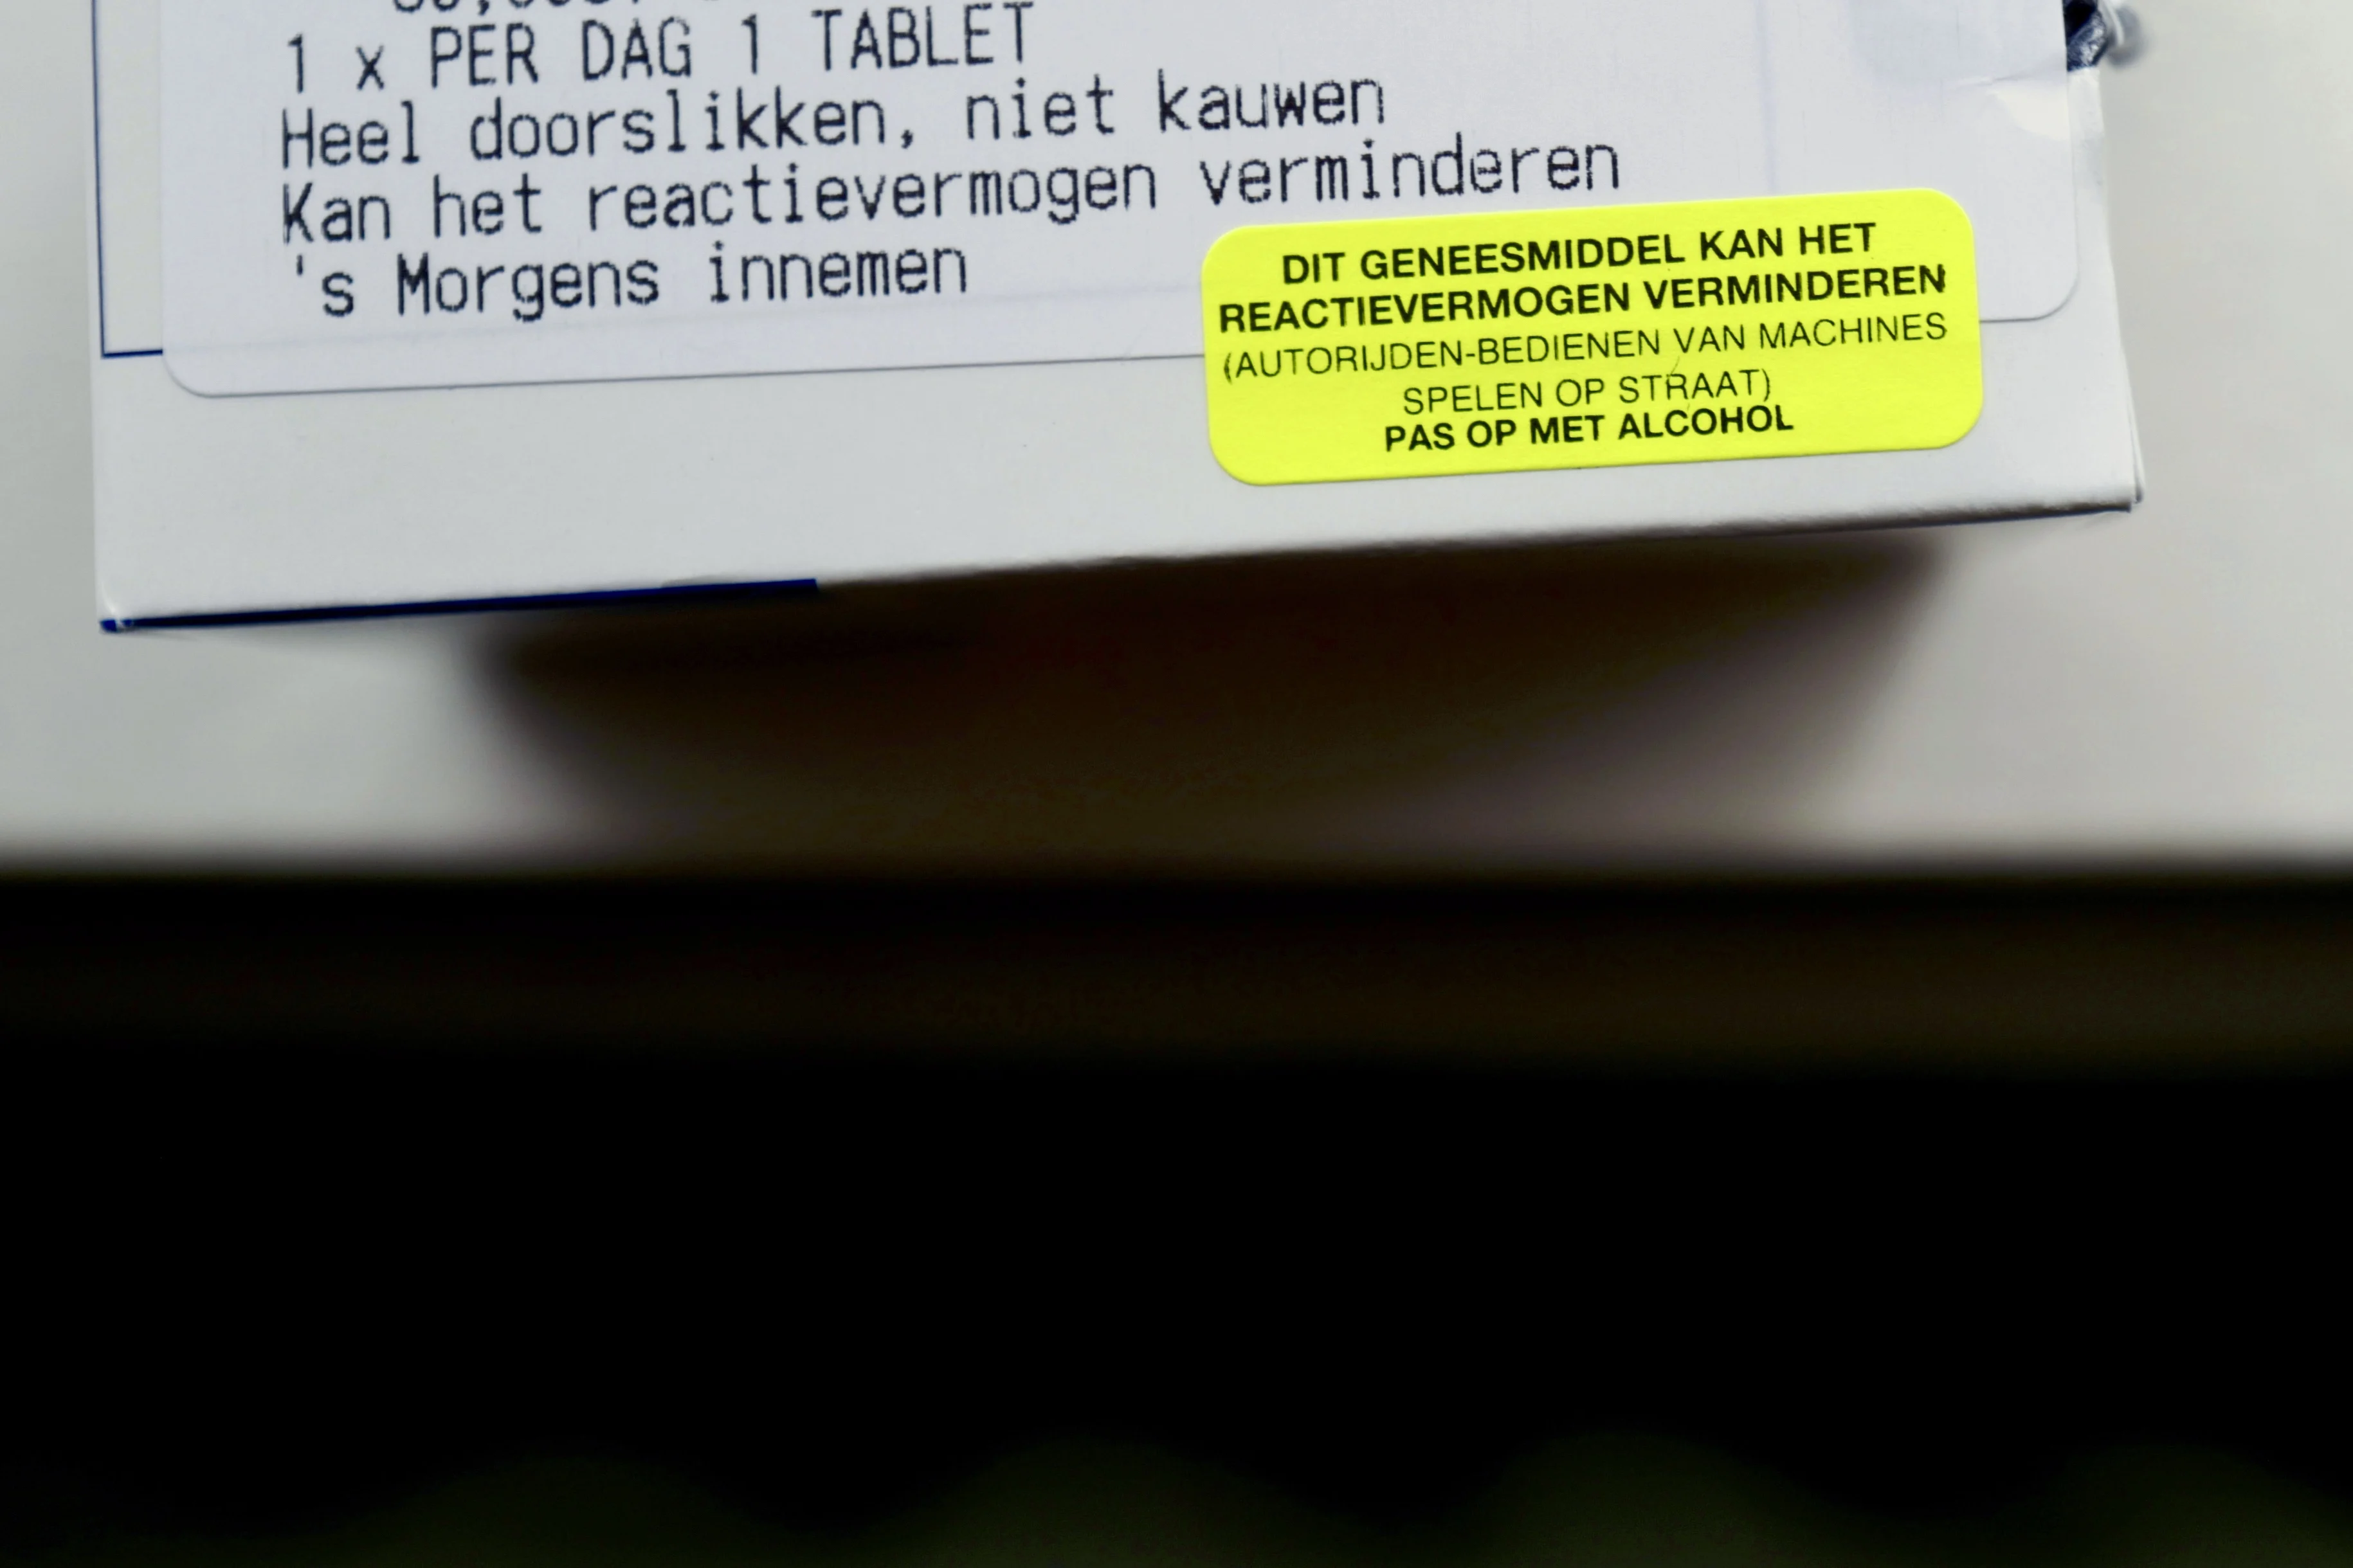 1 x PER DAG 1 TABLET
Heel doorslikken, niet kauwen
Kan het reactievermogen verminderen
's Morgens innemen
DIT GENEESMIDDEL KAN HET
REACTIEVERMOGEN VERMINDEREN
(AUTORIJDEN-BEDIENEN VAN MACHINES
SPELEN OP STRAAT)
PAS OP MET ALCOHOL